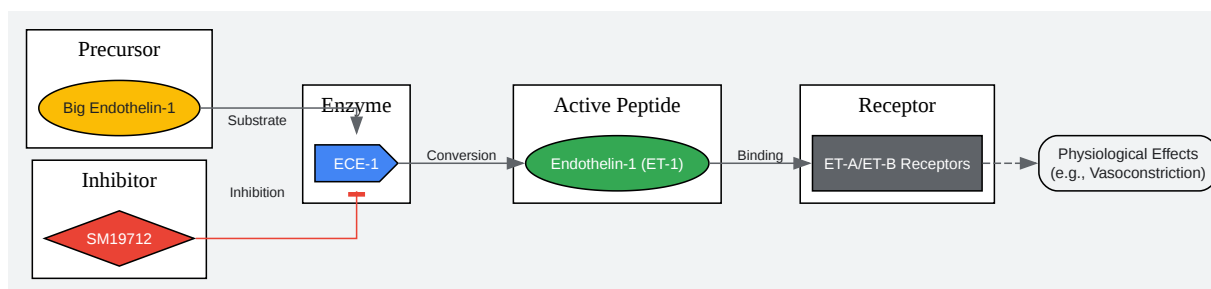 Precursor
Big Endothelin-1
Substrate
Inhibitor
SM19712
Inhibition
Enzyme
ECE-1
Conversion
Active Peptide
Endothelin-1 (ET-1)
Binding
Receptor
ET-A/ET-B Receptors
Physiological Effects
(e.g., Vasoconstriction)